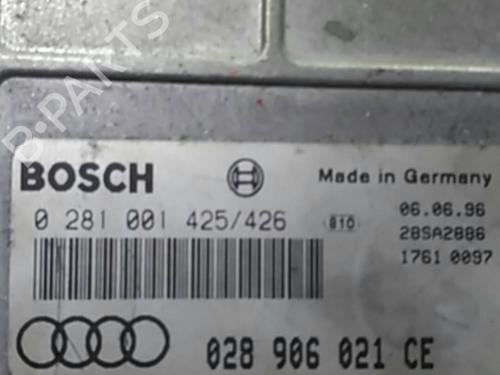 B-PARTS
BOSCH
Made in Germany
0 281 001 425/426
810
06.06.96
28SA2886
1761 0097
028 906 021 CE